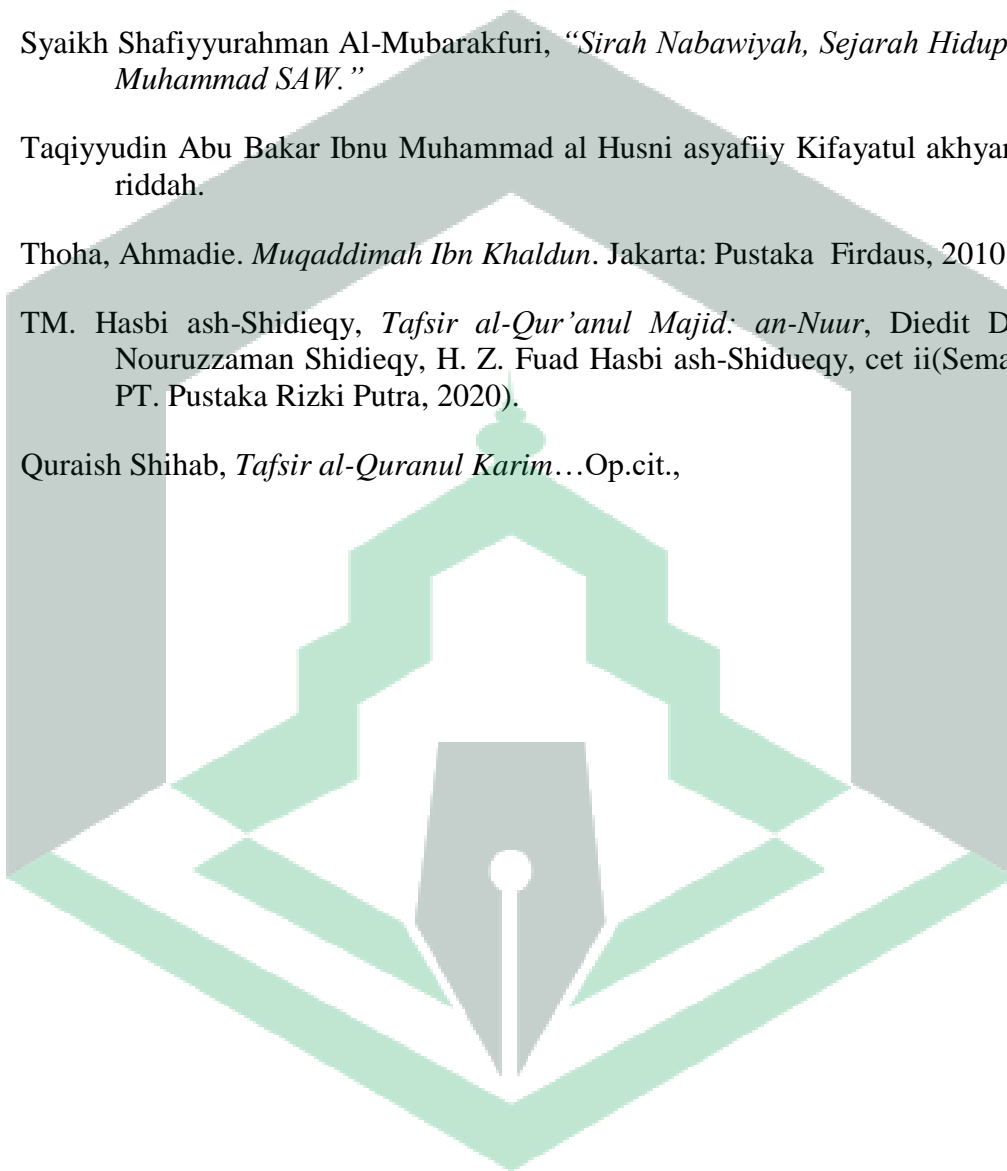 Syaikh Shafiyyurahman Al-Mubarakfuri, “Sirah Nabawiyah, Sejarah Hidup
Muhammad SAW.”
Taqiyyudin Abu Bakar Ibnu Muhammad al Husni asyafiiy Kifayatul akhyar
riddah.
Thoha, Ahmadie. Muqaddimah Ibn Khaldun. Jakarta: Pustaka Firdaus, 2010
TM. Hasbi ash-Shidieqy, Tafsir al-Qur’anul Majid: an-Nuur, Diedit D
Nouruzzaman Shidieqy, H. Z. Fuad Hasbi ash-Shidueqy, cet ii(Sema
PT. Pustaka Rizki Putra, 2020).
Quraish Shihab, Tafsir al-Quranul Karim…Op.cit.,